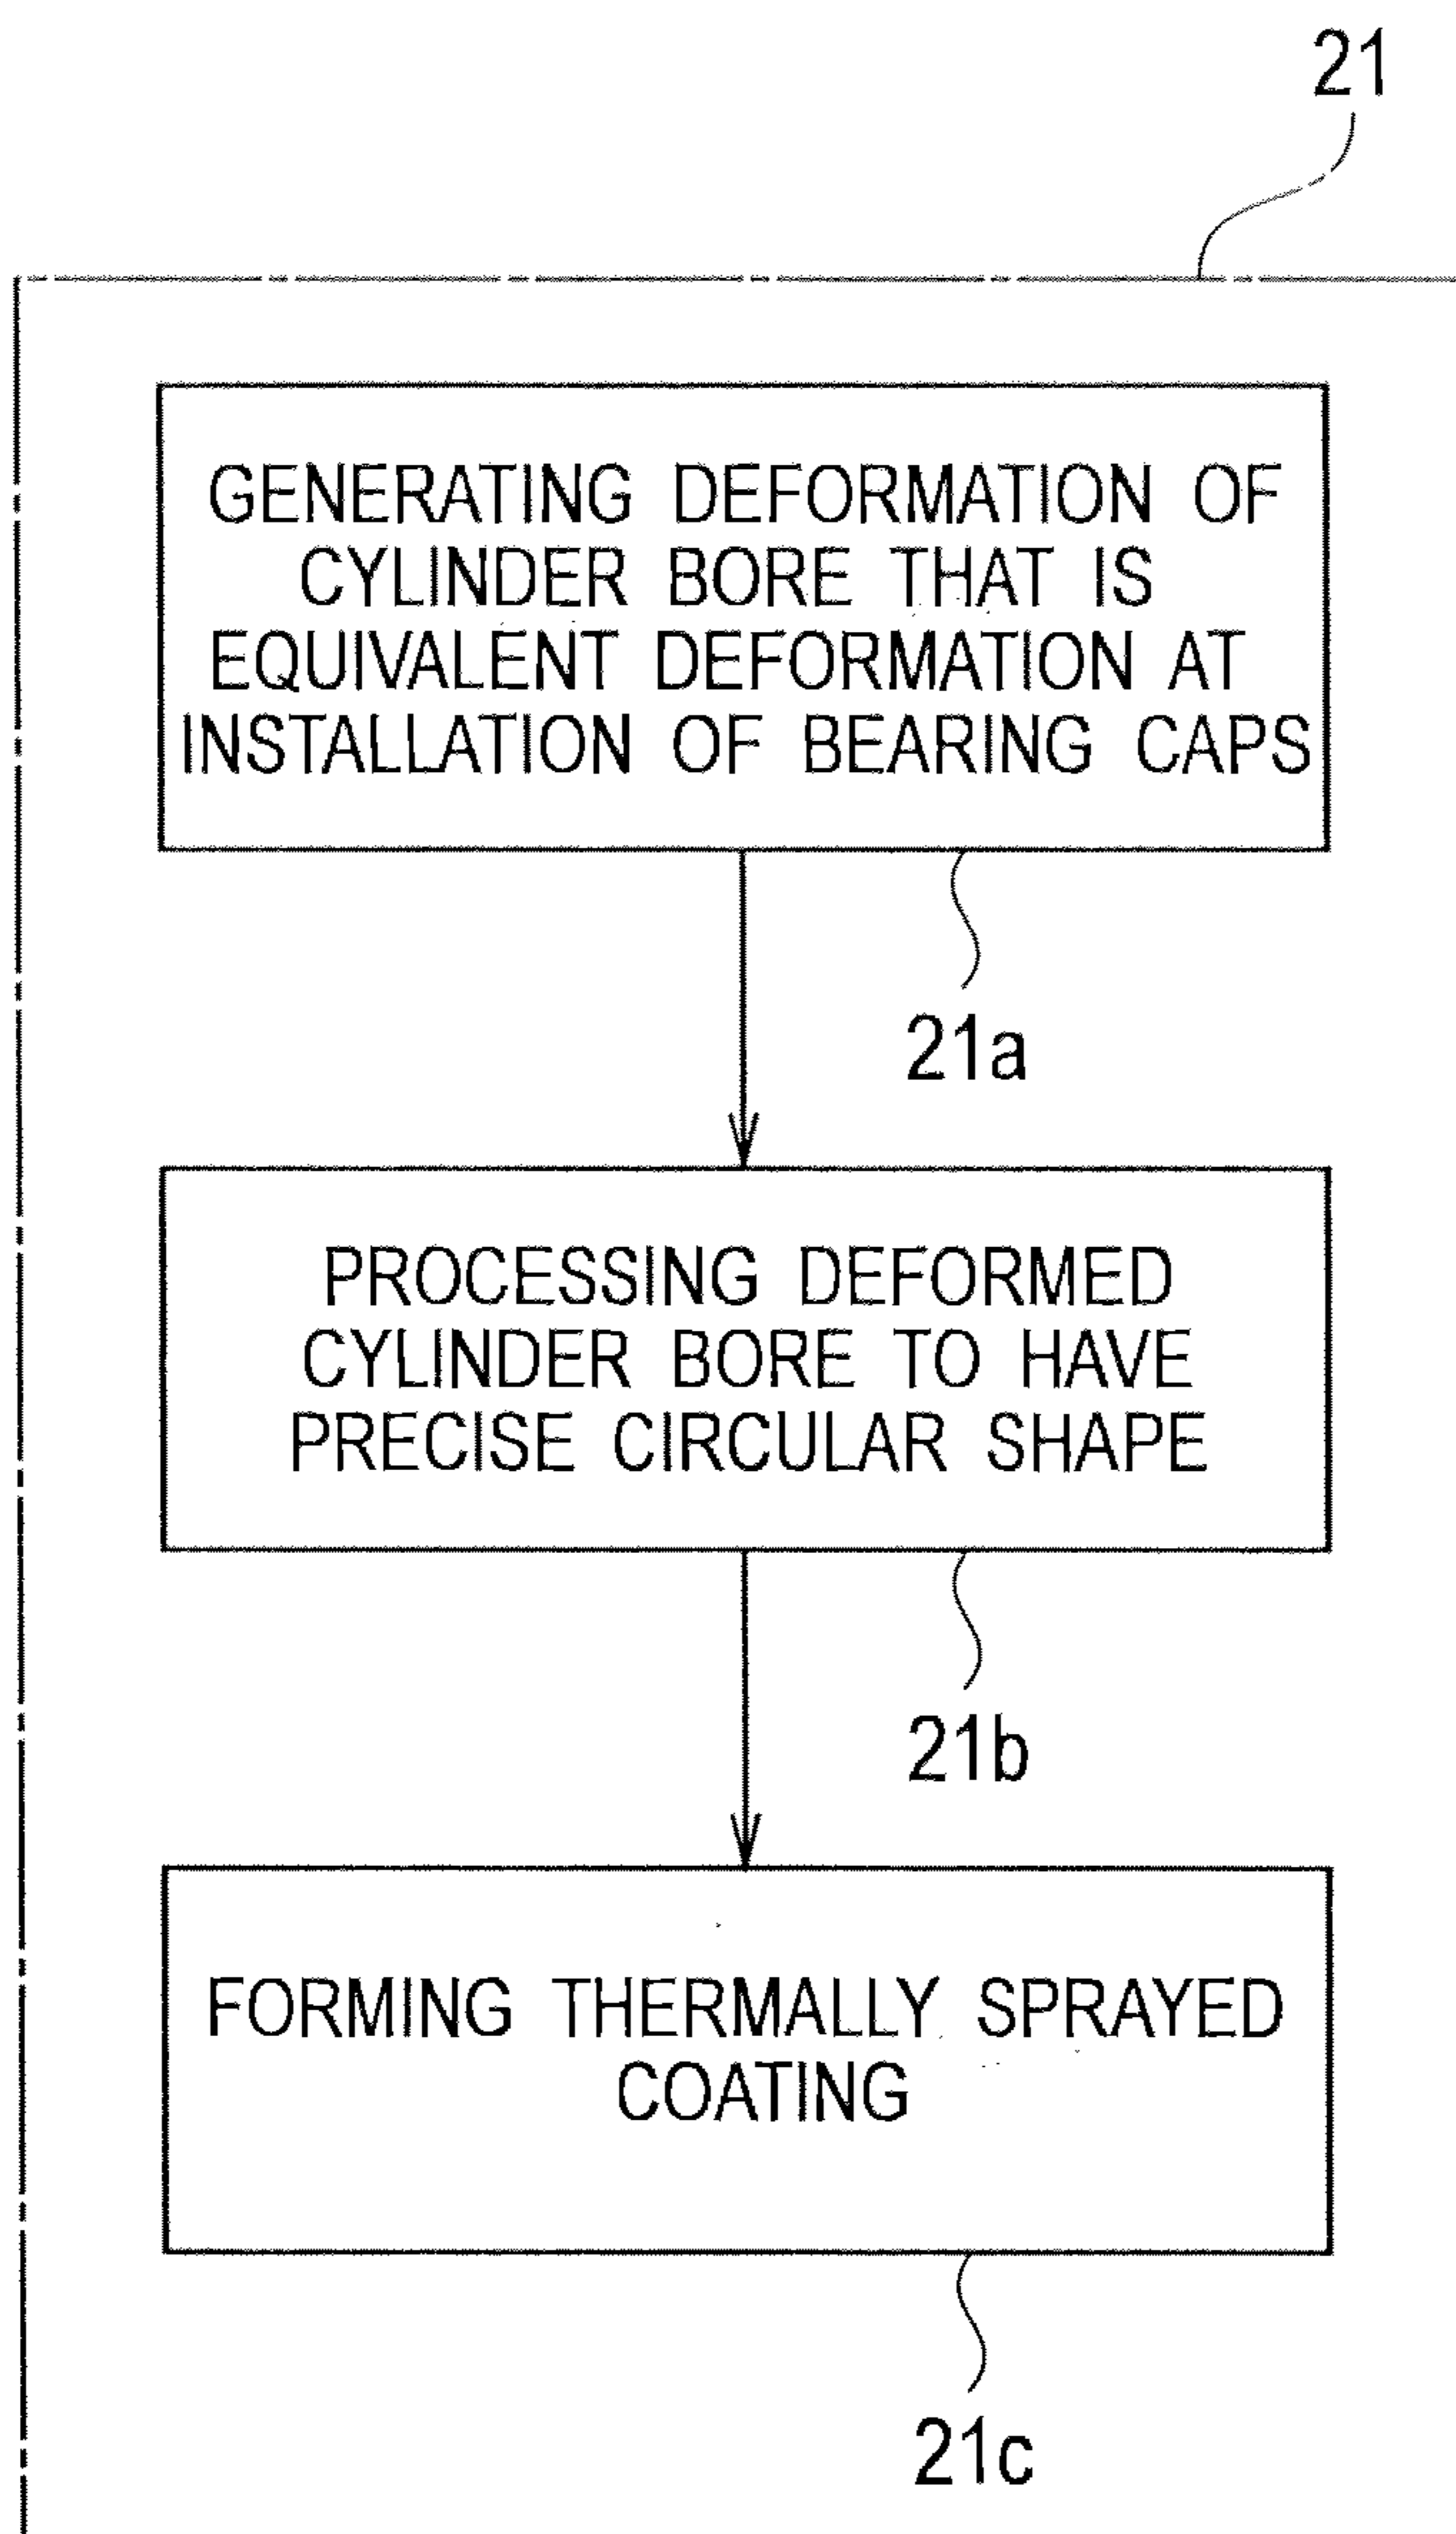 21
GENERATING DEFORMATION OF
CYLINDER BORE THAT IS
EQUIVALENT DEFORMATION AT
INSTALLATION OF BEARING CAPS
21a
PROCESSING DEFORMED
CYLINDER BORE TO HAVE
PRECISE CIRCULAR SHAPE
21b
FORMING THERMALLY SPRAYED
COATING
21c